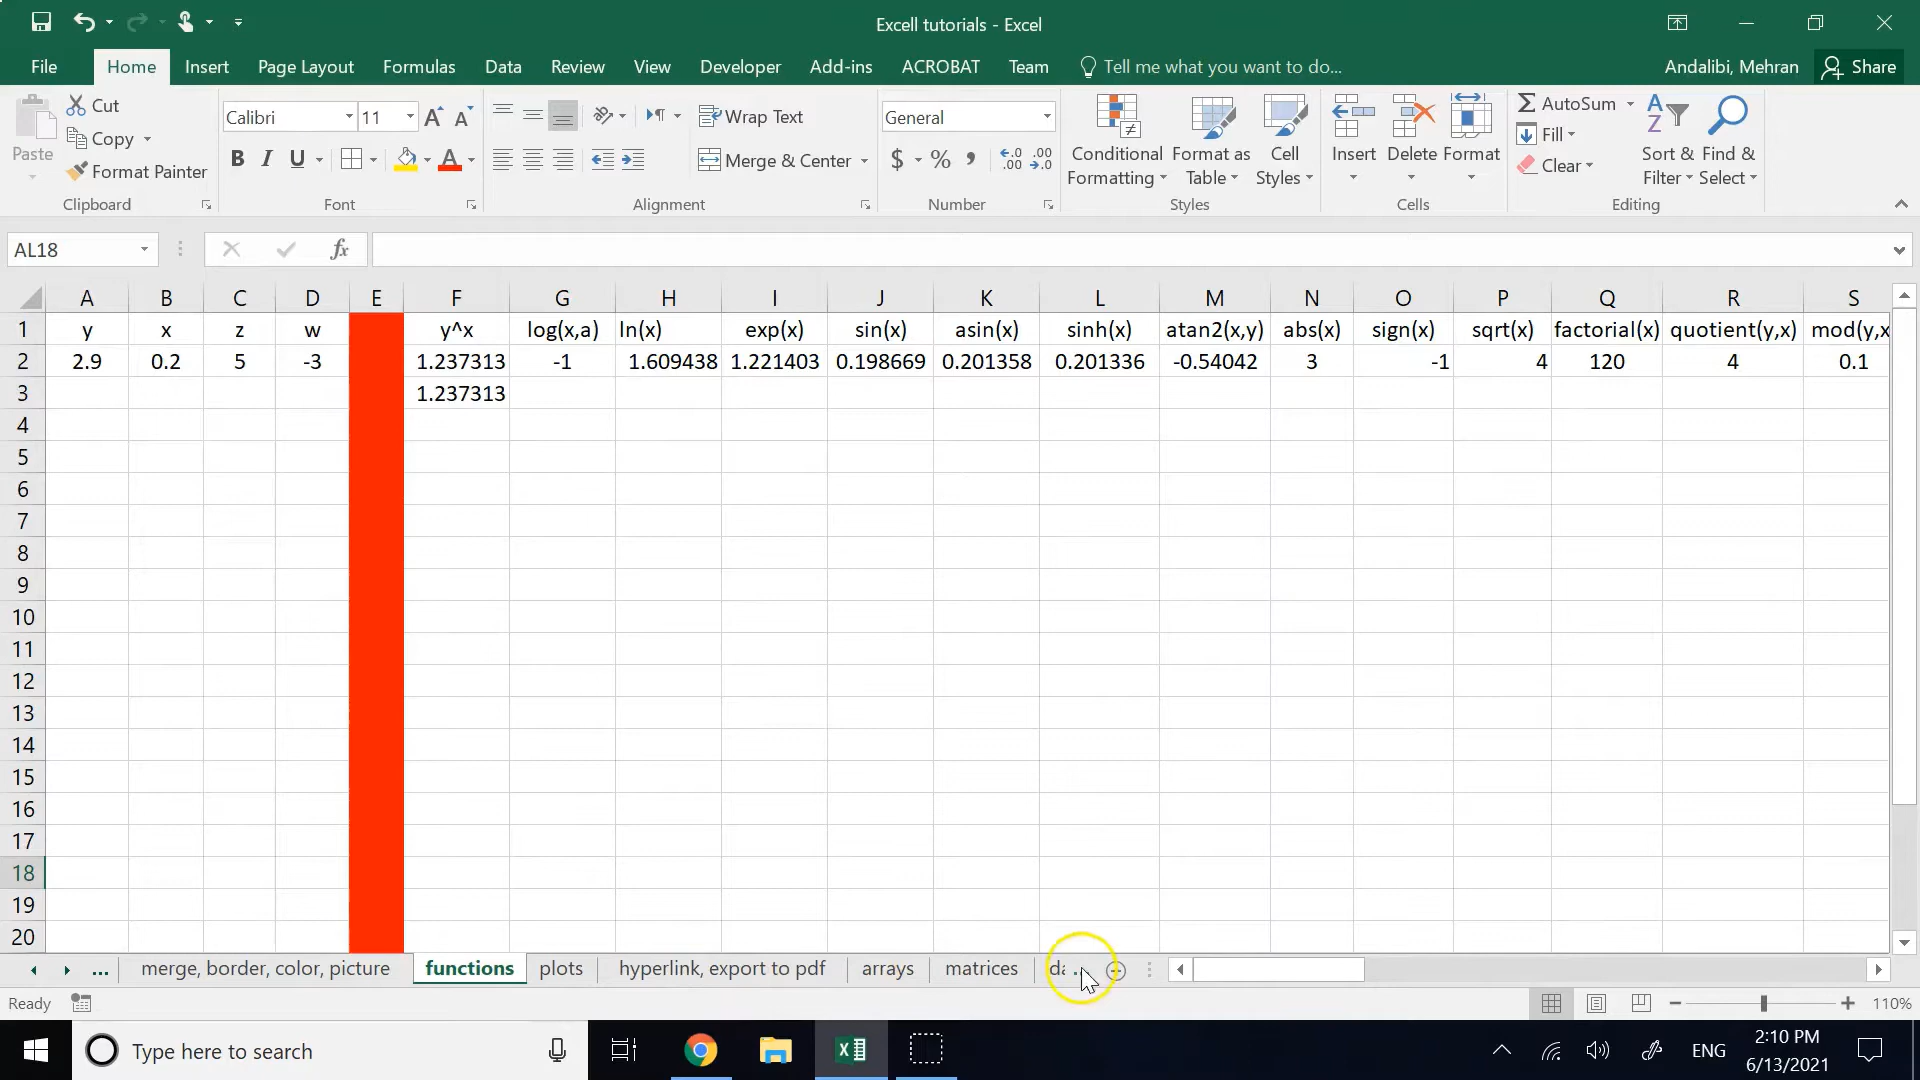 Excell tutorials - Excel
File Home Insert Page Layout Formulas Data Review View Developer Add-ins ACROBAT Team Tell me what you want to do... Andalibi, Mehran Share
Paste Cut Copy Format Painter Clipboard
Calibri 11 B I U A Font
Wrap Text Merge & Center Alignment
General $ % , Number
Conditional Formatting Format as Table Cell Styles Styles
Insert Delete Format Cells
AutoSum Fill Clear Sort & Filter Find & Select Editing
AL18 fx
A B C D E F G H I J K L M N O P Q R S
1 y x z w y^x log(x,a) ln(x) exp(x) sin(x) asin(x) sinh(x) atan2(x,y) abs(x) sign(x) sqrt(x) factorial(x) quotient(y,x) mod(y,x
2 2.9 0.2 5 -3 1.237313 -1 1.609438 1.221403 0.198669 0.201358 0.201336 -0.54042 3 -1 4 120 4 0.1
3 1.237313
4
5
6
7
8
9
10
11
12
13
14
15
16
17
18
19
20
... merge, border, color, picture functions plots hyperlink, export to pdf arrays matrices da ...
Ready 110%
Type here to search ENG 2:10 PM
6/13/2021